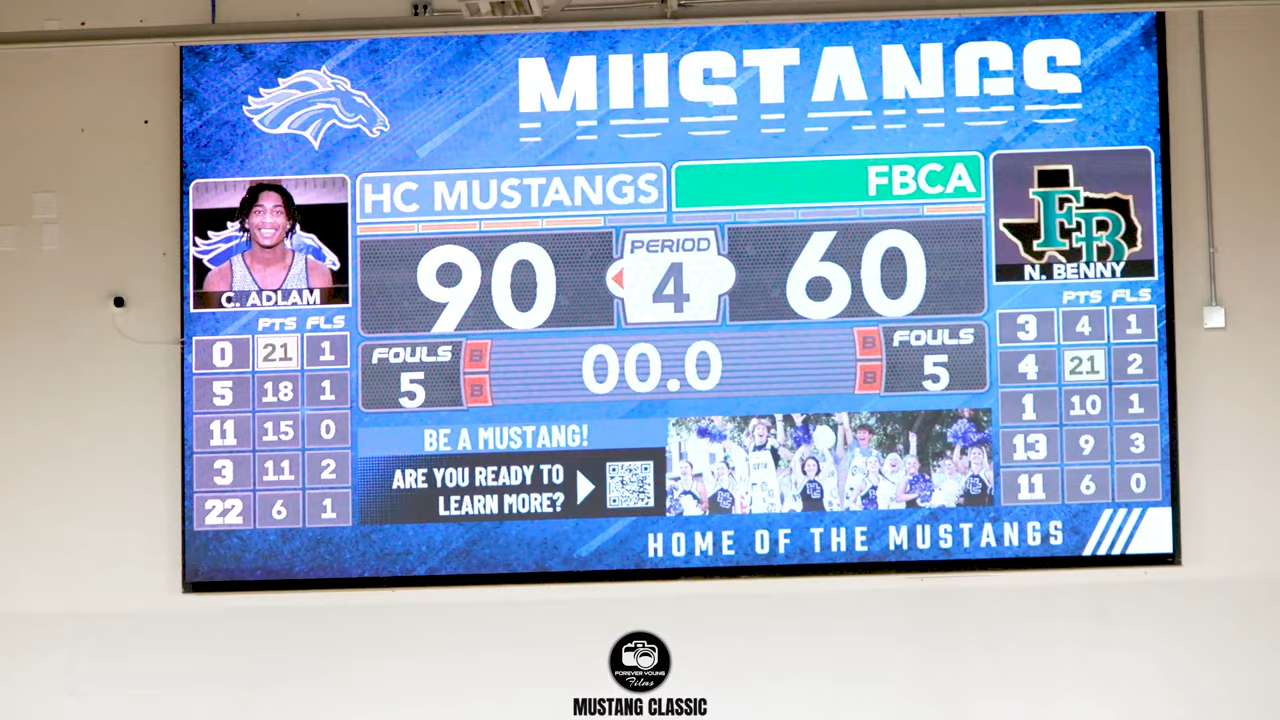 MUSTANGS
HC MUSTANGS
FBCA
C. ADLAM
FB
N. BENNY
90
PERIOD
4
60
PTS FLS
0 21 1
5 18 1
11 15 0
3 11 2
22 6 1
FOULS
5
B
B
00.0
B
B
FOULS
5
PTS FLS
3 4 1
4 21 2
1 10 1
13 9 3
11 6 0
BE A MUSTANG!
ARE YOU READY TO
LEARN MORE?
HOME OF THE MUSTANGS
FOREVER YOUNG
Films
MUSTANG CLASSIC